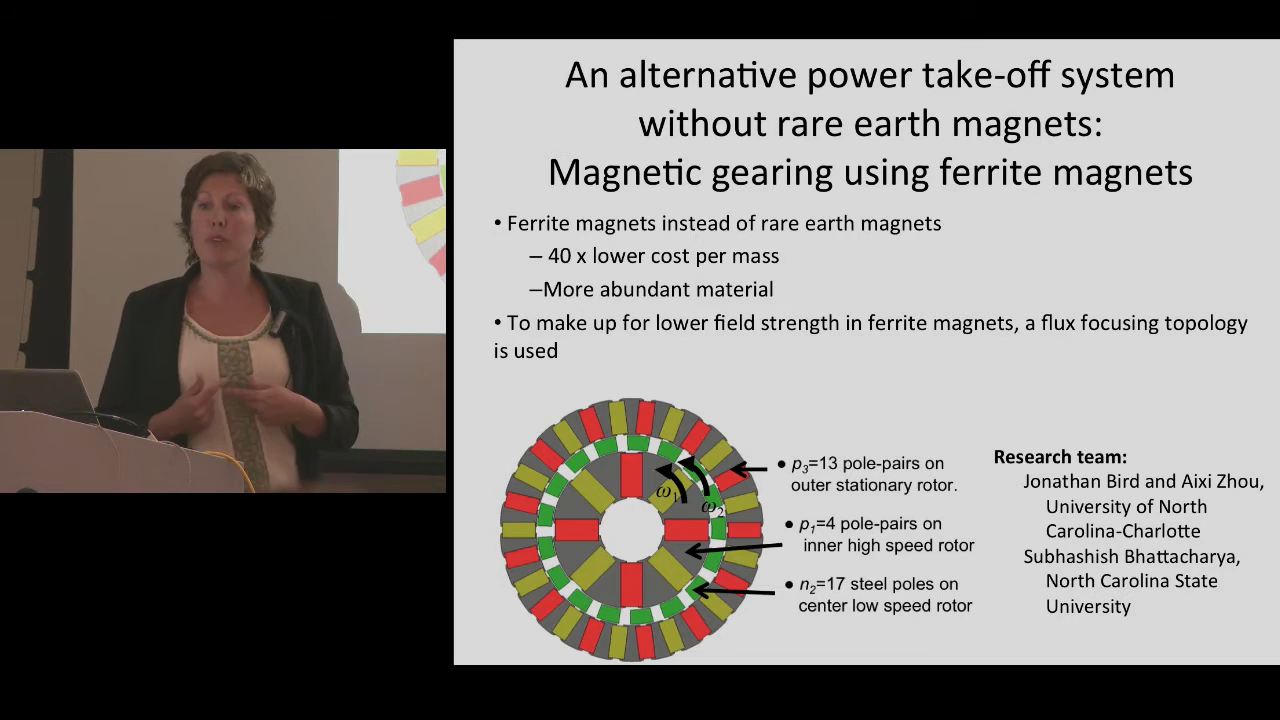 An alternative power take-off system
without rare earth magnets:
Magnetic gearing using ferrite magnets
• Ferrite magnets instead of rare earth magnets
– 40 x lower cost per mass
–More abundant material
• To make up for lower field strength in ferrite magnets, a flux focusing topology
is used
ω1
ω2
● p3=13 pole-pairs on
outer stationary rotor.
● p1=4 pole-pairs on
inner high speed rotor
● n2=17 steel poles on
center low speed rotor
Research team:
Jonathan Bird and Aixi Zhou,
University of North
Carolina-Charlotte
Subhashish Bhattacharya,
North Carolina State
University